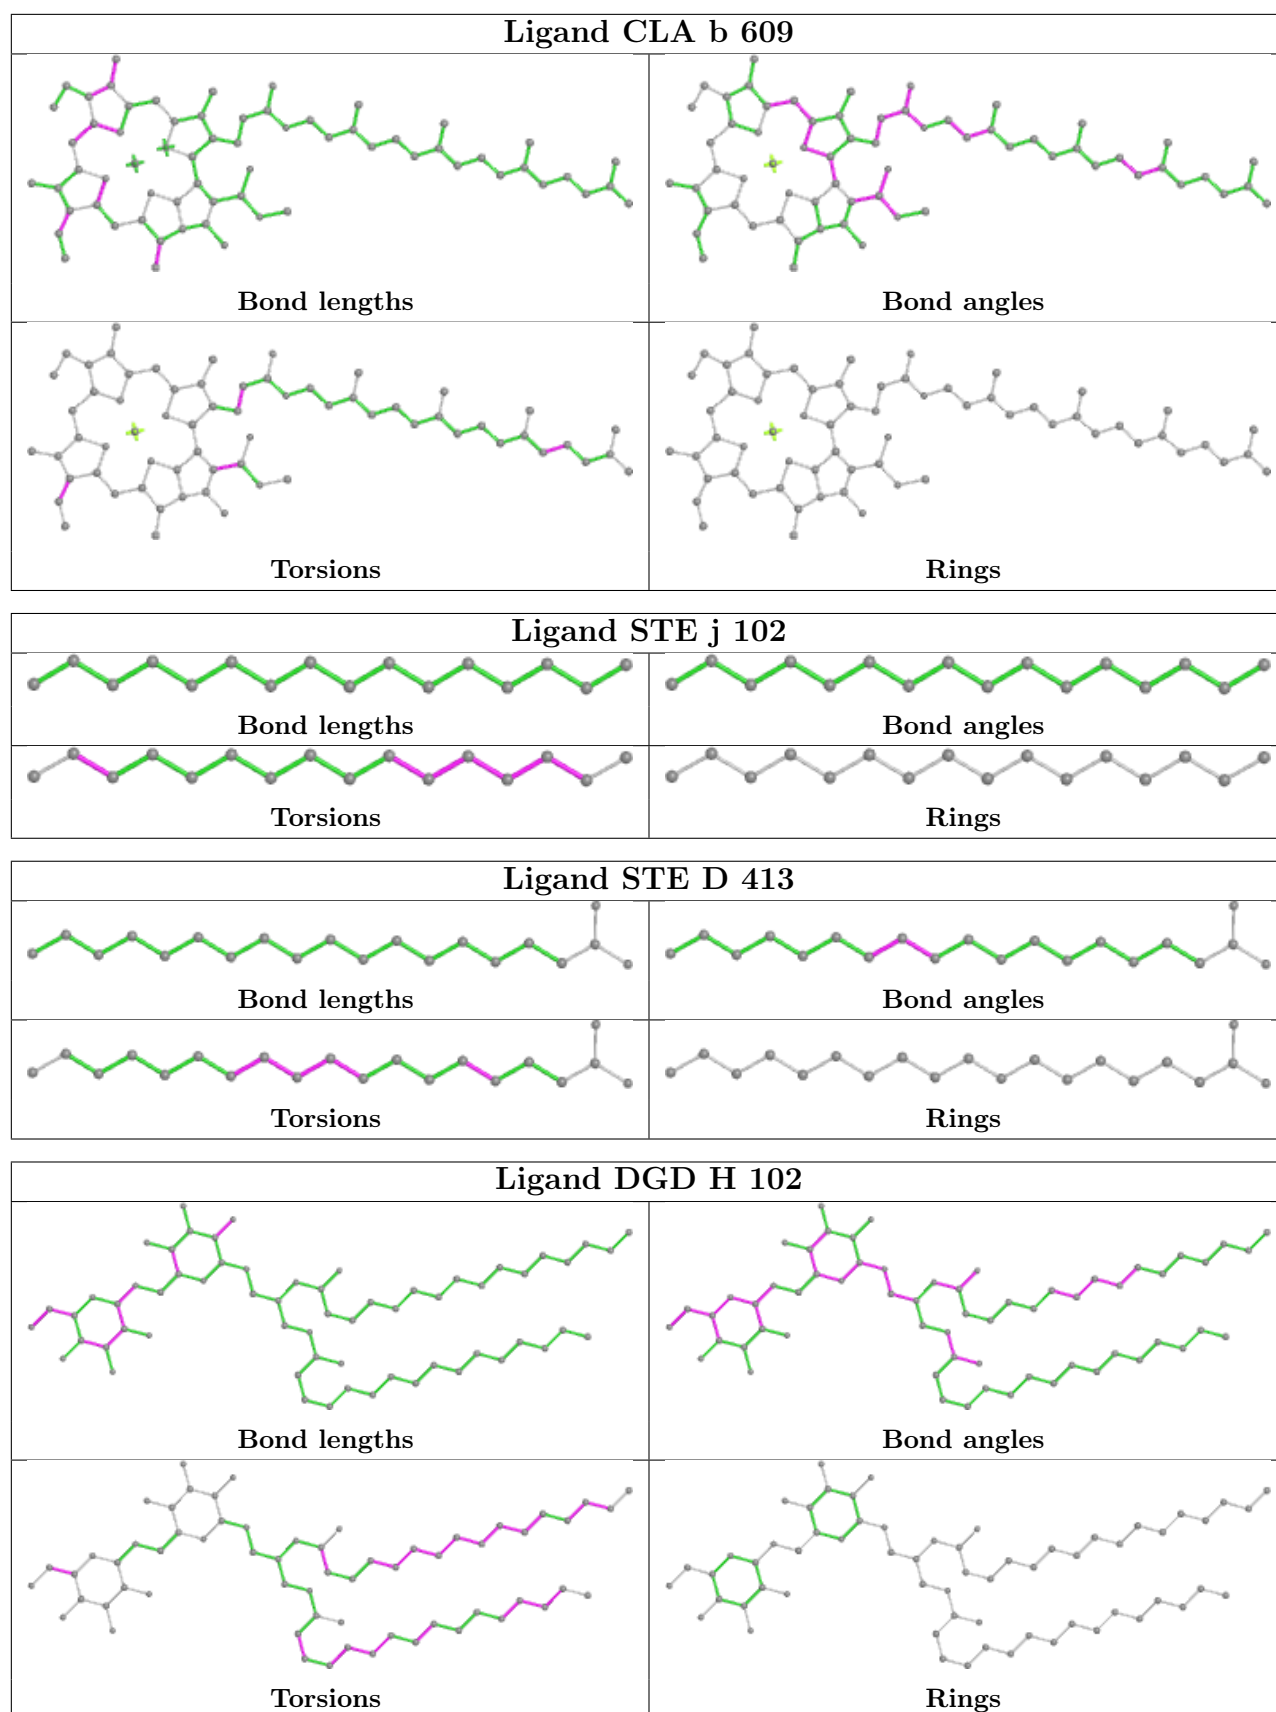 Ligand CLA b 609
Bond lengths
Bond angles
Torsions
Rings
Ligand STE j 102
Bond lengths
Bond angles
Torsions
Rings
Ligand STE D 413
Bond lengths
Bond angles
Torsions
Rings
Ligand DGD H 102
Bond lengths
Bond angles
Torsions
Rings